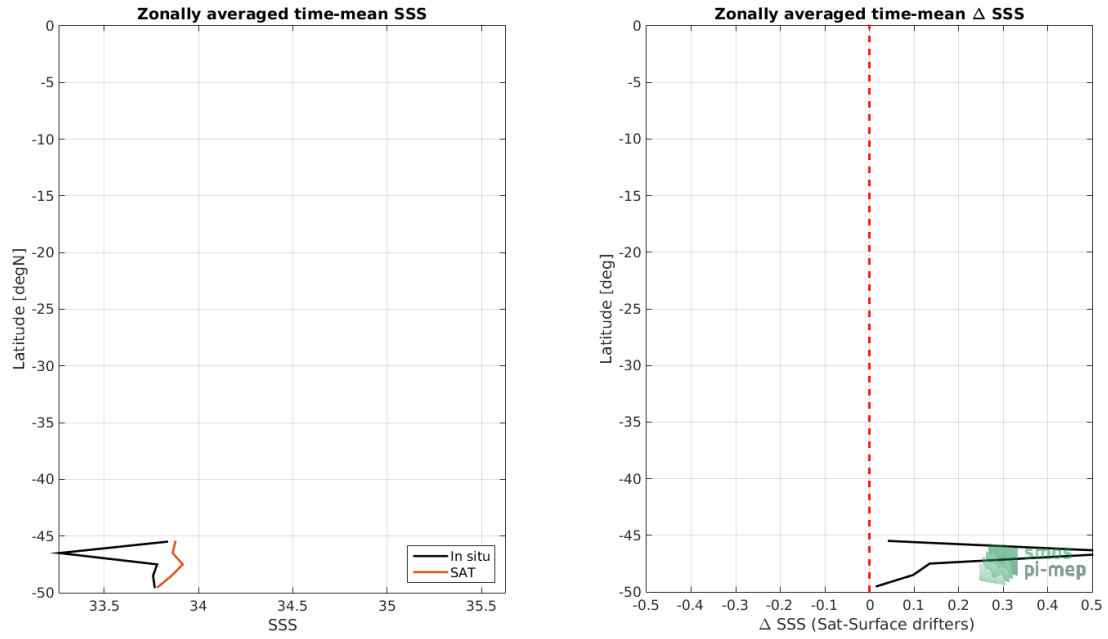 Zonally averaged time-mean SSS
0
-5
-10
-15
-20
-25
-30
-35
-40
-45
-50
Latitude [degN]
33.5 34 34.5 35 35.5
SSS
In situ
SAT
Zonally averaged time-mean Δ SSS
0
-5
-10
-15
-20
-25
-30
-35
-40
-45
-50
Latitude [deg]
-0.5 -0.4 -0.3 -0.2 -0.1 0 0.1 0.2 0.3 0.4 0.5
Δ SSS (Sat-Surface drifters)
smos
pi-mep